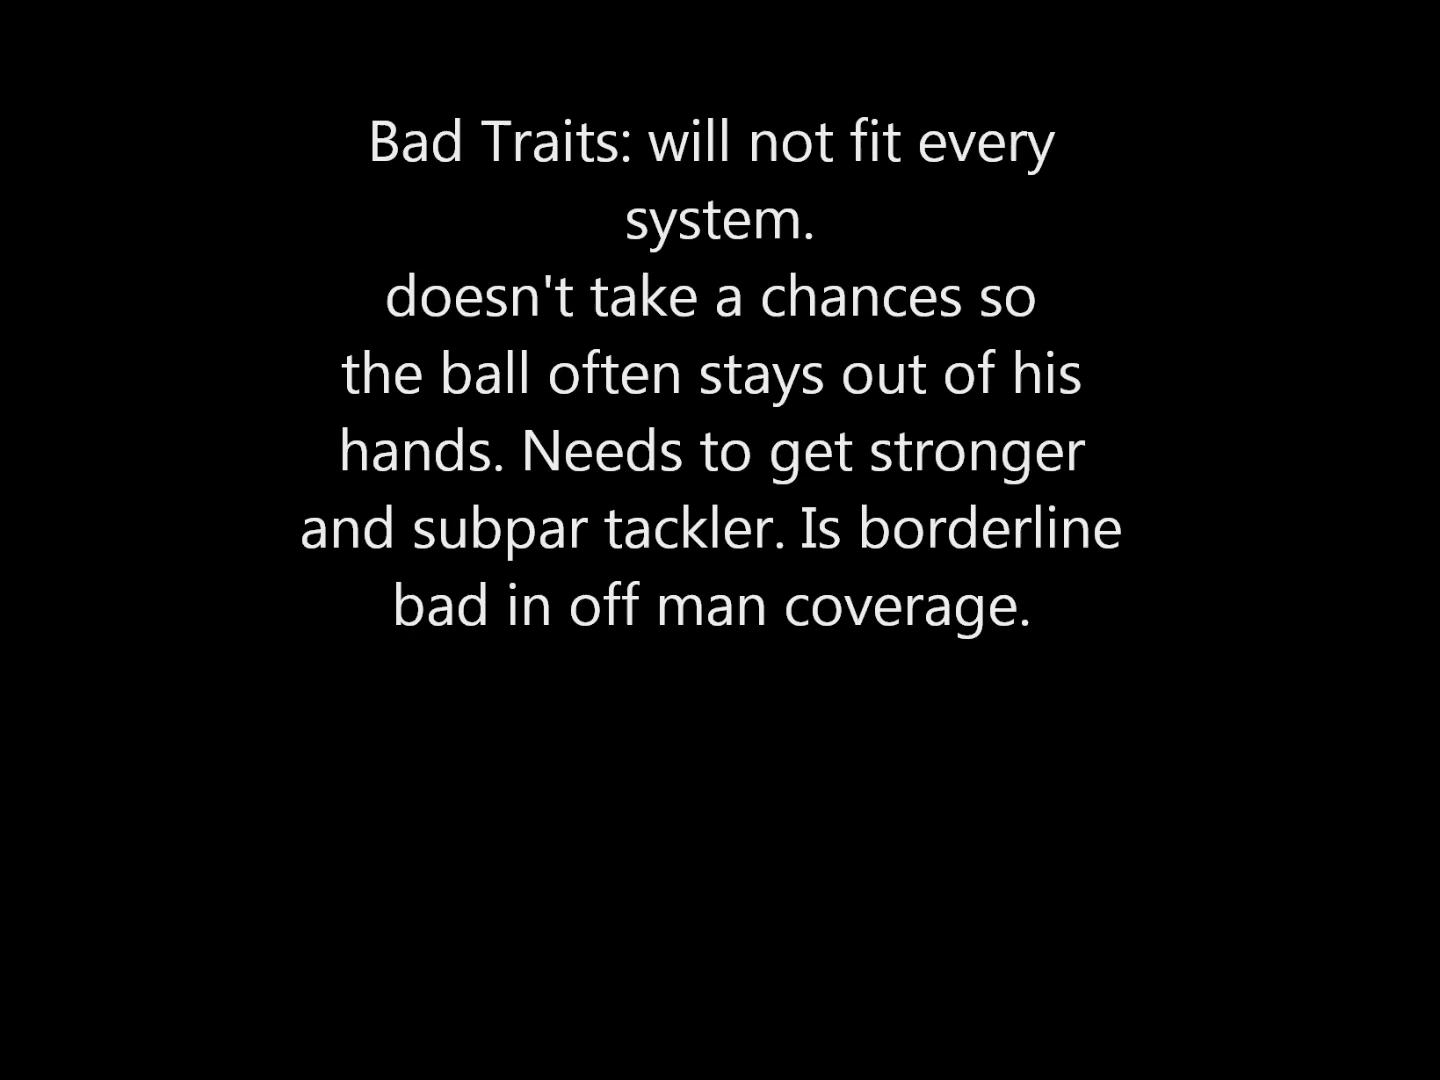 Bad Traits: will not fit every
system.
doesn't take a chances so
the ball often stays out of his
hands. Needs to get stronger
and subpar tackler. Is borderline
bad in off man coverage.